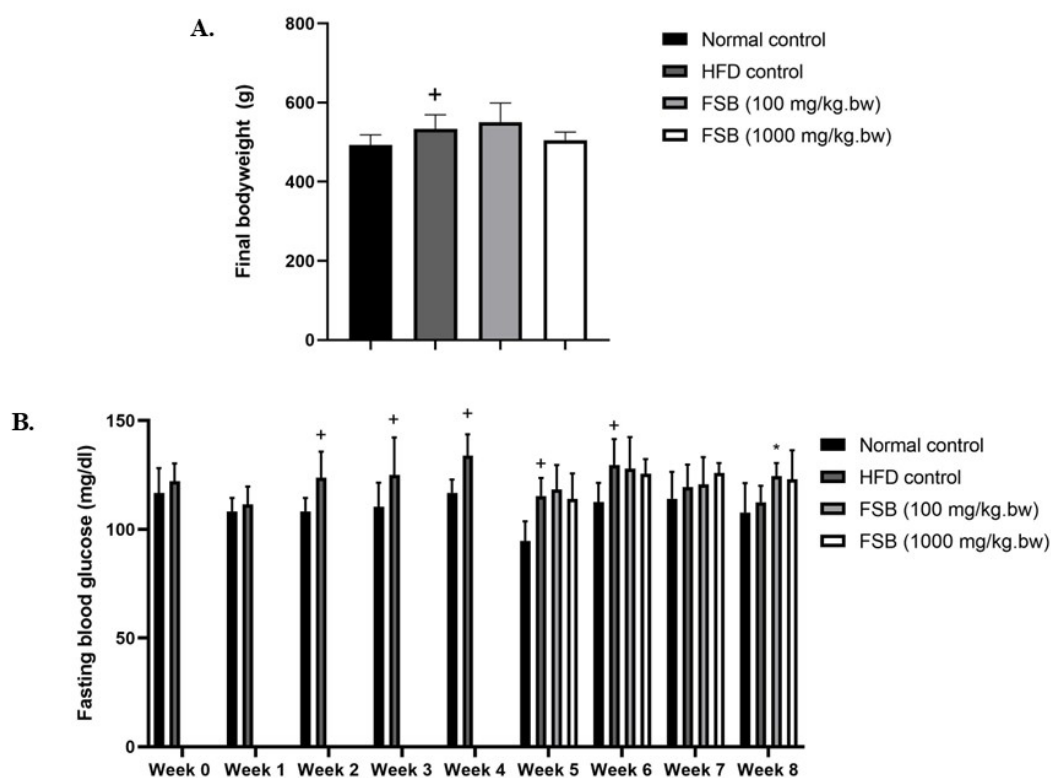 A.
Final bodyweight (g)
800
600
400
200
0
+
Normal control
HFD control
FSB (100 mg/kg.bw)
FSB (1000 mg/kg.bw)
B.
Fasting blood glucose (mg/dl)
150
100
50
0
+ + + + + *
Week 0 Week 1 Week 2 Week 3 Week 4 Week 5 Week 6 Week 7 Week 8
Normal control
HFD control
FSB (100 mg/kg.bw)
FSB (1000 mg/kg.bw)